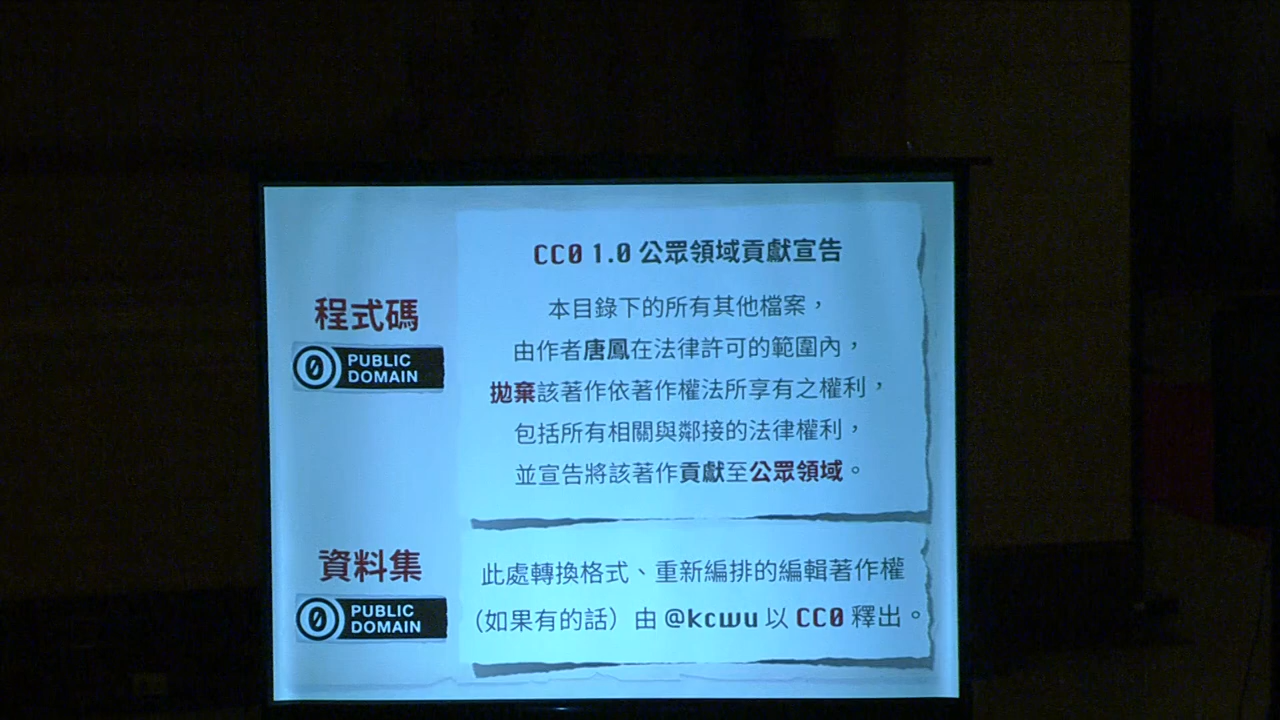 CC0 1.0 公眾領域貢獻宣告
程式碼
0 PUBLIC DOMAIN
本目錄下的所有其他檔案，
由作者唐鳳在法律許可的範圍內，
拋棄該著作依著作權法所享有之權利，
包括所有相關與鄰接的法律權利，
並宣告將該著作貢獻至公眾領域。
資料集
0 PUBLIC DOMAIN
此處轉換格式、重新編排的編輯著作權
（如果有的話）由 @kcwu 以 CC0 釋出。